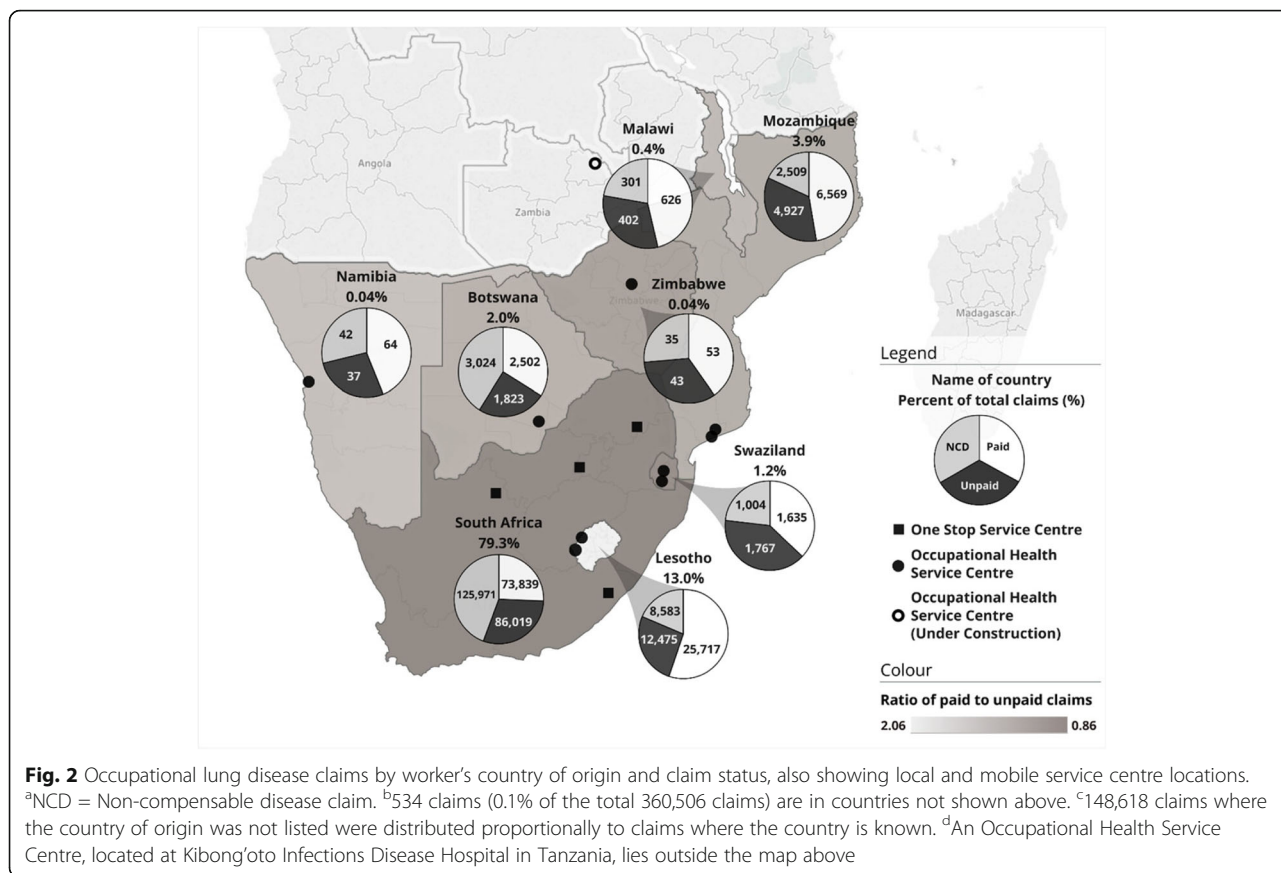 Angola
Zambia
Malawi
0.4%
301
626
402
Mozambique
3.9%
2,509
6,569
4,927
Namibia
0.04%
42
64
37
Botswana
2.0%
3,024
2,502
1,823
Zimbabwe
Zimbabwe
0.04%
35
53
43
Madagascar
Swaziland
1.2%
1,004
1,635
1,767
South Africa
79.3%
125,971
73,839
86,019
Lesotho
13.0%
8,583
12,475
25,717
Legend
Name of country
Percent of total claims (%)
NCD
Paid
Unpaid
One Stop Service Centre
Occupational Health
Service Centre
Occupational Health
Service Centre
(Under Construction)
Colour
Ratio of paid to unpaid claims
2.06
0.86
Fig. 2 Occupational lung disease claims by worker's country of origin and claim status, also showing local and mobile service centre locations.
aNCD = Non-compensable disease claim. b534 claims (0.1% of the total 360,506 claims) are in countries not shown above. c148,618 claims where
the country of origin was not listed were distributed proportionally to claims where the country is known. dAn Occupational Health Service
Centre, located at Kibong'oto Infections Disease Hospital in Tanzania, lies outside the map above